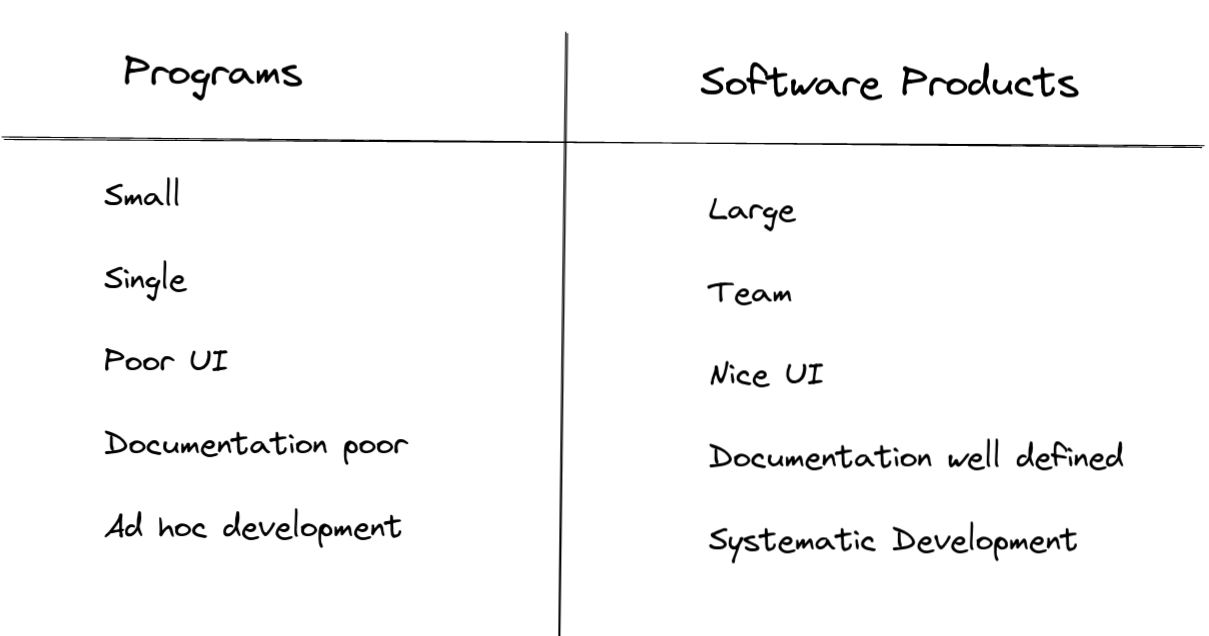 Programs
Software Products
Small
Large
Single
Team
Poor UI
Nice UI
Documentation poor
Documentation well defined
Ad hoc development
Systematic Development